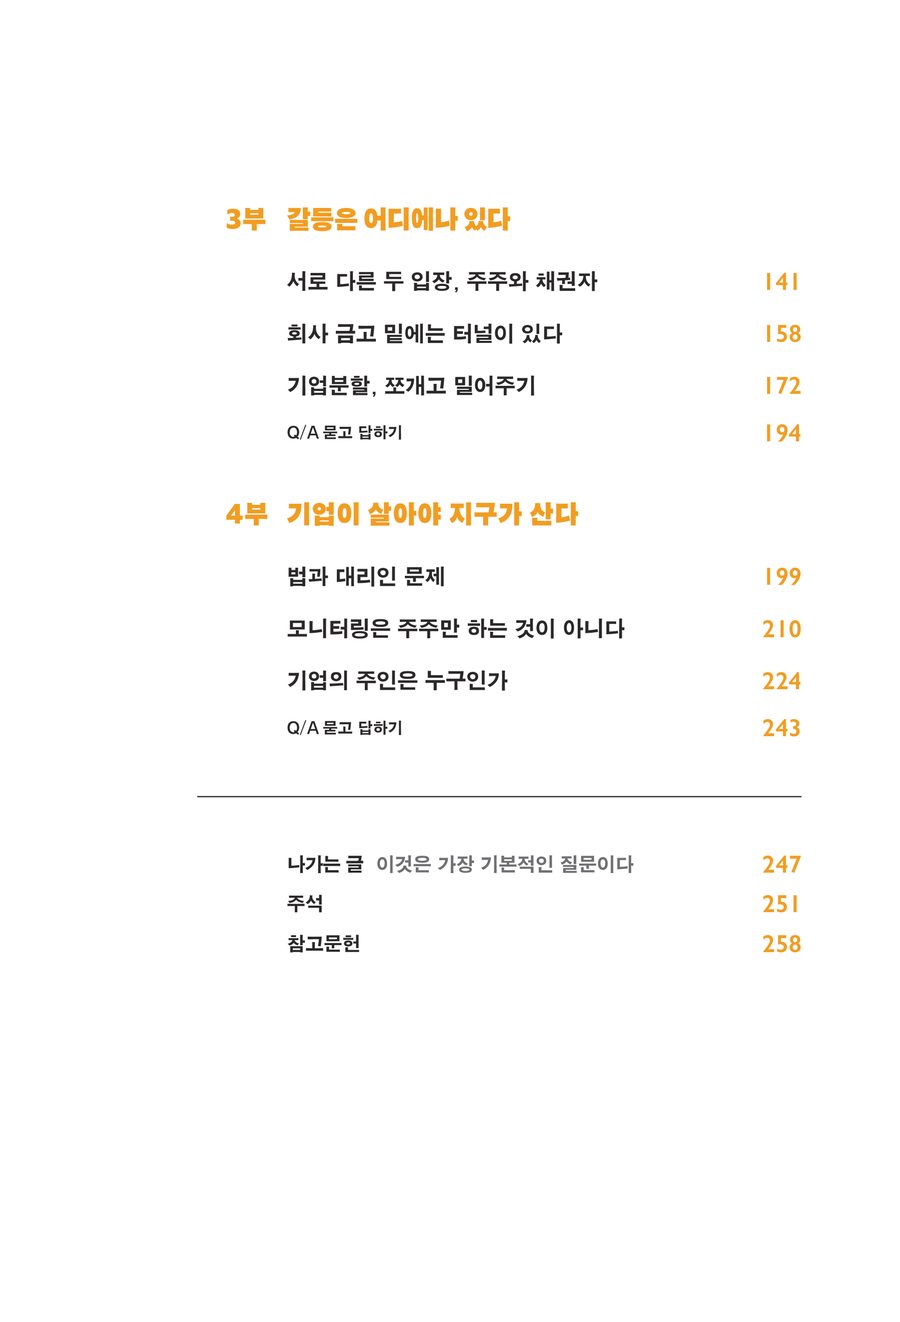 3부 갈등은 어디에나 있다
서로 다른 두 입장, 주주와 채권자 141
회사 금고 밑에는 터널이 있다 158
기업분할, 쪼개고 밀어주기 172
Q/A 묻고 답하기 194
4부 기업이 살아야 지구가 산다
법과 대리인 문제 199
모니터링은 주주만 하는 것이 아니다 210
기업의 주인은 누구인가 224
Q/A 묻고 답하기 243
나가는 글 이것은 가장 기본적인 질문이다 247
주석 251
참고문헌 258